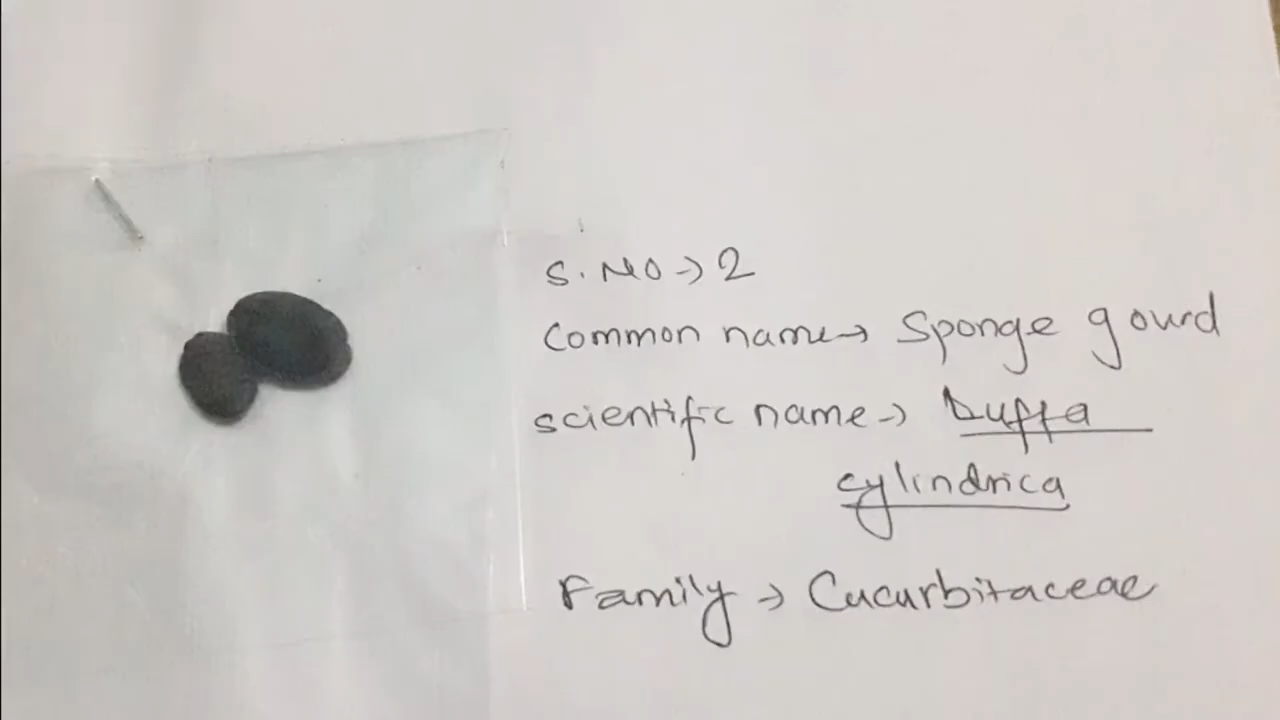 S. NO → 2
Common name → Sponge gourd
scientific name → Luffa
cylindrica
Family → Cucurbitaceae